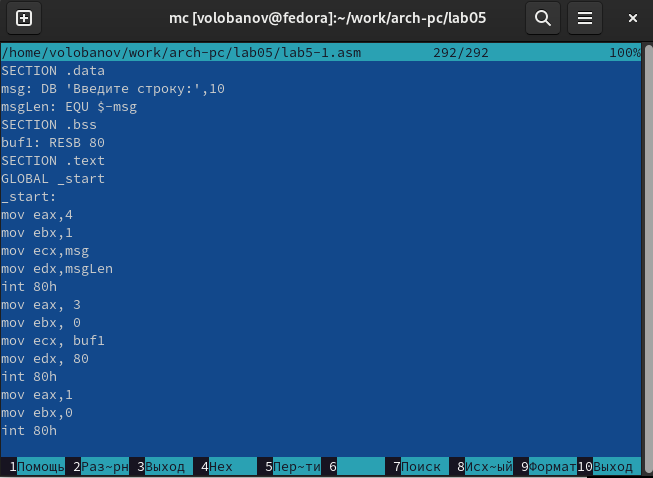 mc [volobanov@fedora]:~/work/arch-pc/lab05
/home/volobanov/work/arch-pc/lab05/lab5-1.asm 292/292 100%
SECTION .data
msg: DB 'Введите строку:',10
msgLen: EQU $-msg
SECTION .bss
buf1: RESB 80
SECTION .text
GLOBAL _start
_start:
mov eax,4
mov ebx,1
mov ecx,msg
mov edx,msgLen
int 80h
mov eax, 3
mov ebx, 0
mov ecx, buf1
mov edx, 80
int 80h
mov eax,1
mov ebx,0
int 80h
1Помощь 2Раз~рн 3Выход 4Hex 5Пер~ти 6 7Поиск 8Исх~ый 9Формат 10Выход